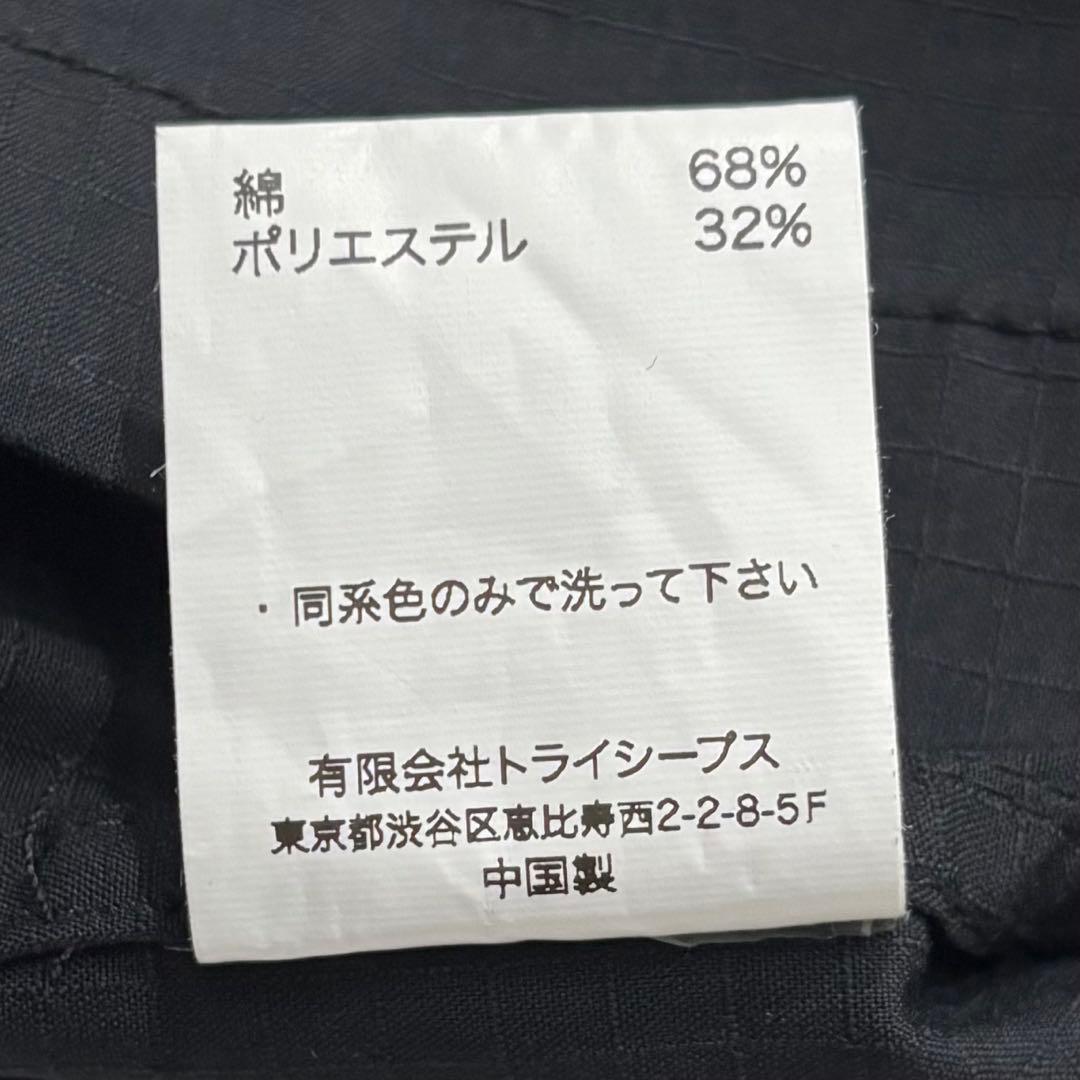 綿 68%
ポリエステル 32%
・同系色のみで洗って下さい
有限会社トライシープス
東京都渋谷区恵比寿西2-2-8-5F
中国製